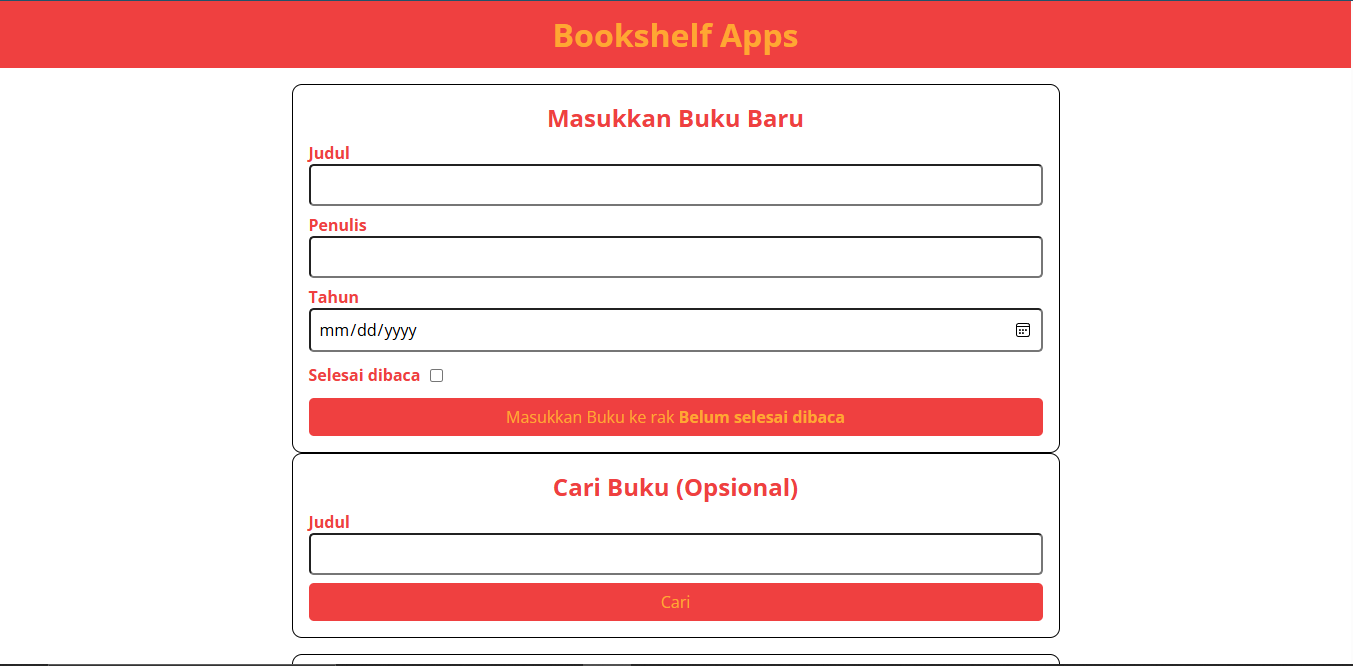 Bookshelf Apps
Masukkan Buku Baru
Judul
Penulis
Tahun
mm/dd/yyyy
Selesai dibaca
Masukkan Buku ke rak Belum selesai dibaca
Cari Buku (Opsional)
Judul
Cari